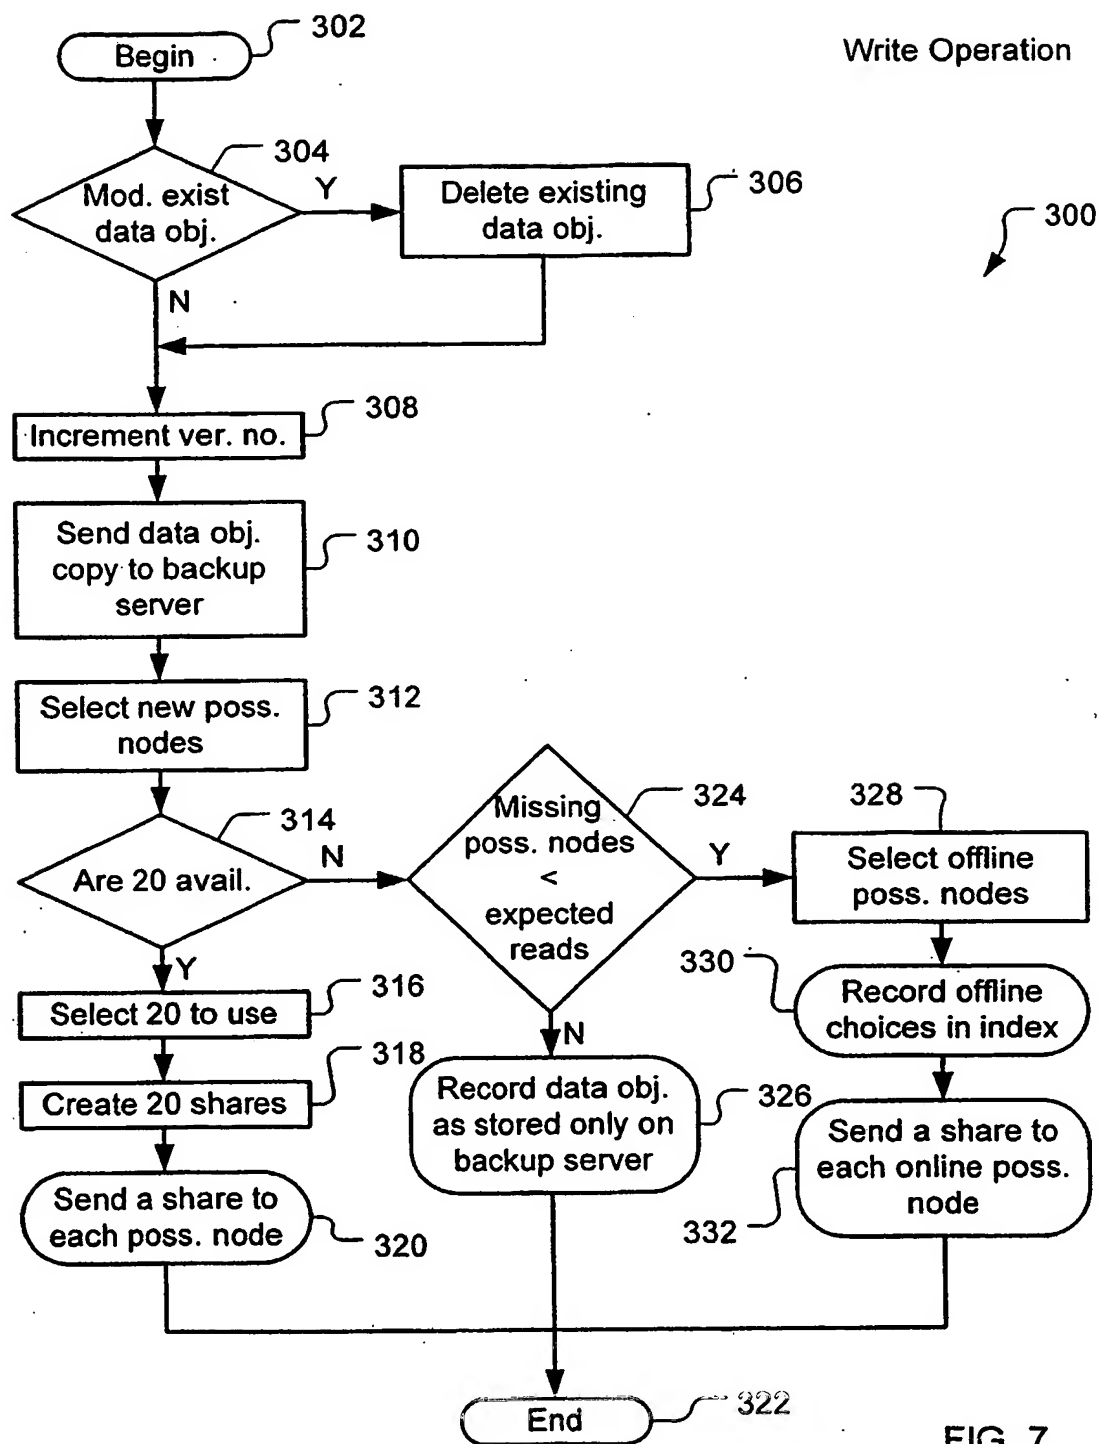 302
Begin
Write Operation
304
Mod. exist
data obj.
Y
Delete existing
data obj.
306
300
N
308
Increment ver. no.
Send data obj.
copy to backup
server
310
Select new poss.
nodes
312
314
Are 20 avail.
N
Missing
poss. nodes
<
expected
reads
324
Y
328
Select offline
poss. nodes
Y
N
316
Select 20 to use
330
Record offline
choices in index
318
Create 20 shares
Record data obj.
as stored only on
backup server
326
Send a share to
each online poss.
node
332
Send a share to
each poss. node
320
End
322
FIG. 7